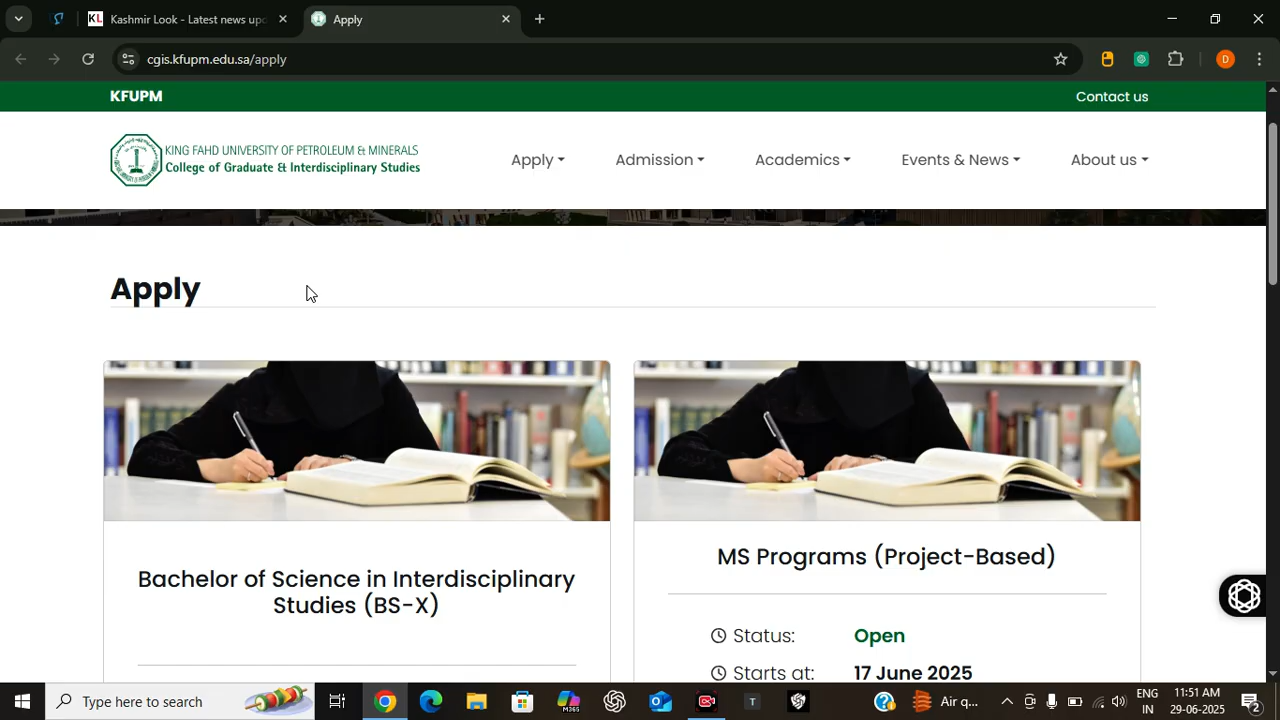 Kashmir Look - Latest news upd
Apply
cgis.kfupm.edu.sa/apply
D
KFUPM
Contact us
KING FAHD UNIVERSITY OF PETROLEUM & MINERALS
College of Graduate & Interdisciplinary Studies
Apply
Admission
Academics
Events & News
About us
Apply
Bachelor of Science in Interdisciplinary
Studies (BS-X)
MS Programs (Project-Based)
Status: Open
Starts at: 17 June 2025
Type here to search
M365
T
Air q...
ENG
IN
11:51 AM
29-06-2025
2